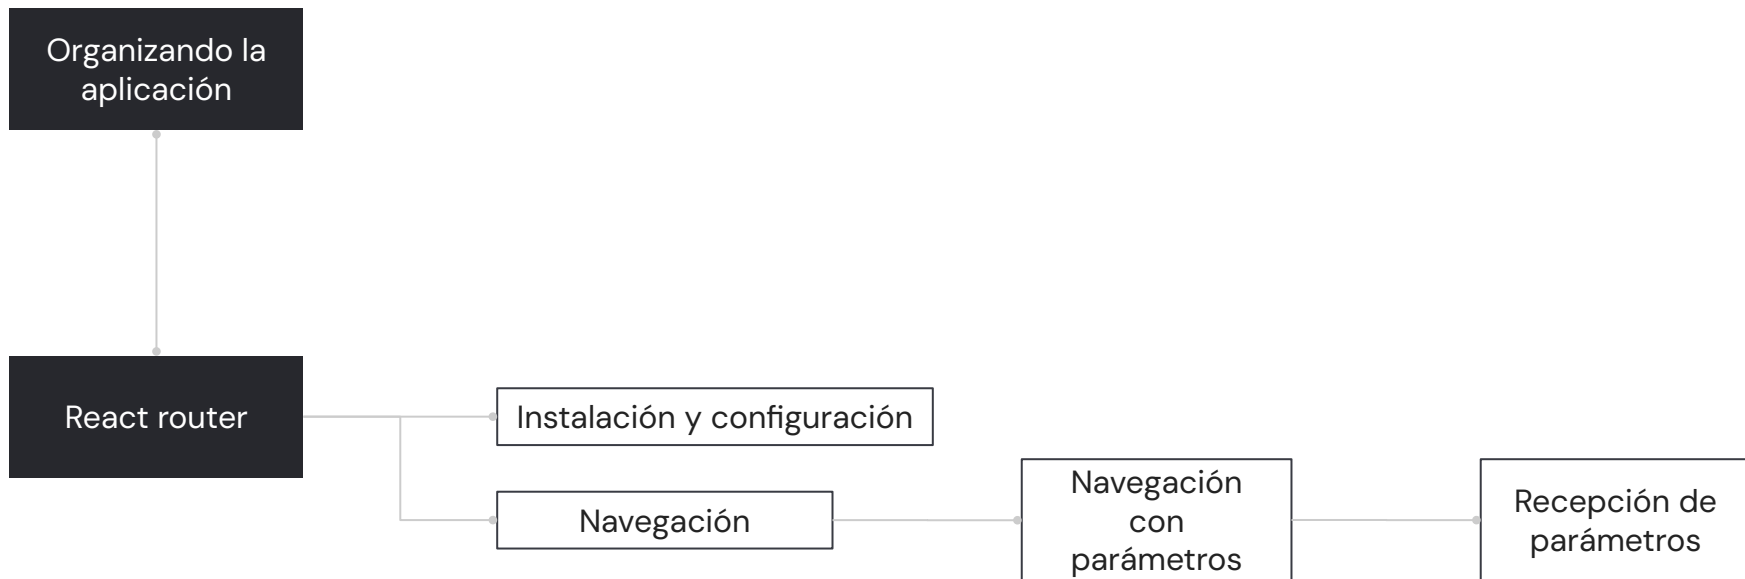 Organizando la
aplicación
React router
Instalación y configuración
Navegación
Navegación
con
parámetros
Recepción de
parámetros